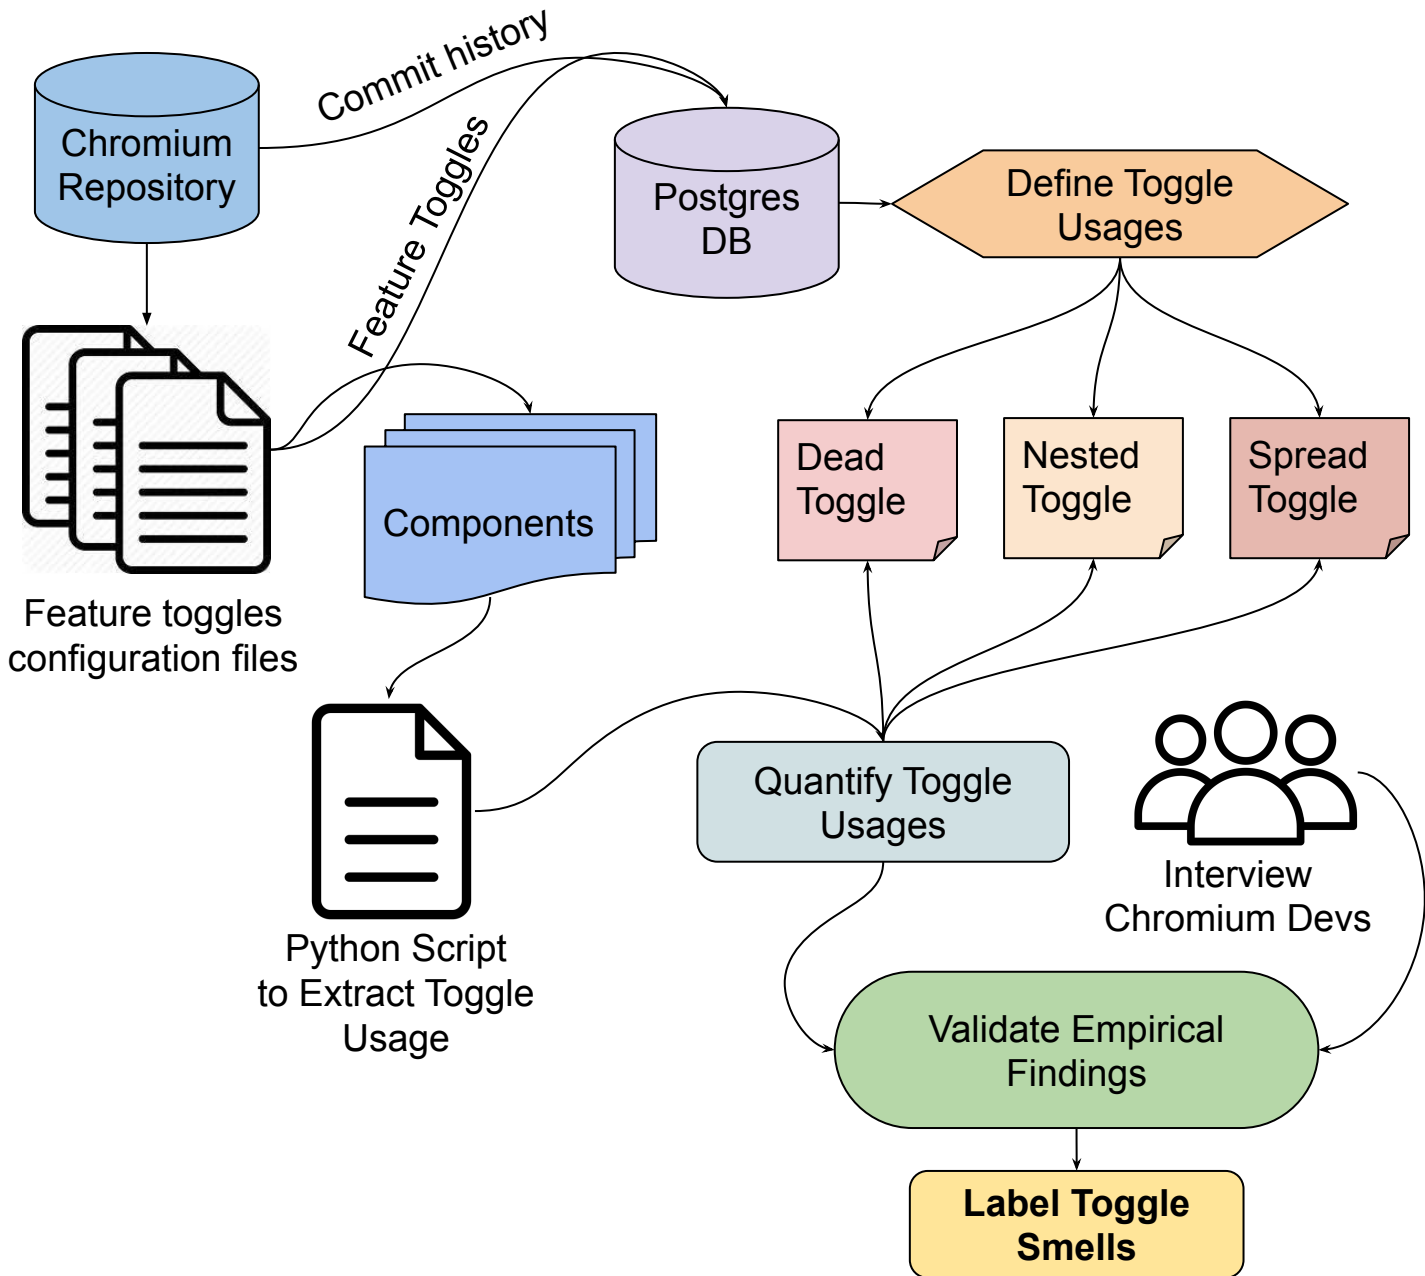 Commit history
Chromium
Repository
Feature Toggles
Postgres
DB
Define Toggle
Usages
Dead
Toggle
Nested
Toggle
Spread
Toggle
Components
Feature toggles
configuration files
Quantify Toggle
Usages
Interview
Chromium Devs
Python Script
to Extract Toggle
Usage
Validate Empirical
Findings
Label Toggle
Smells